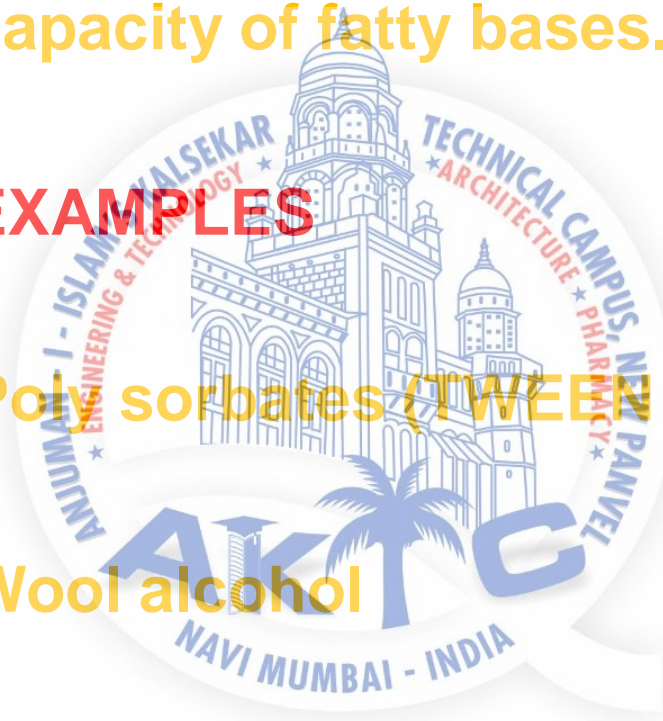 apacity of fatty bases.
EXAMPLES
Poly sorbates (TWEEN
Wool alcohol
ANJUMAN - I - ISLAM'S KALSEKAR TECHNICAL CAMPUS, NEW PANVEL
ENGINEERING & TECHNOLOGY ★ ★ ARCHITECTURE ★ PHARMACY ★
AKTC
NAVI MUMBAI - INDIA